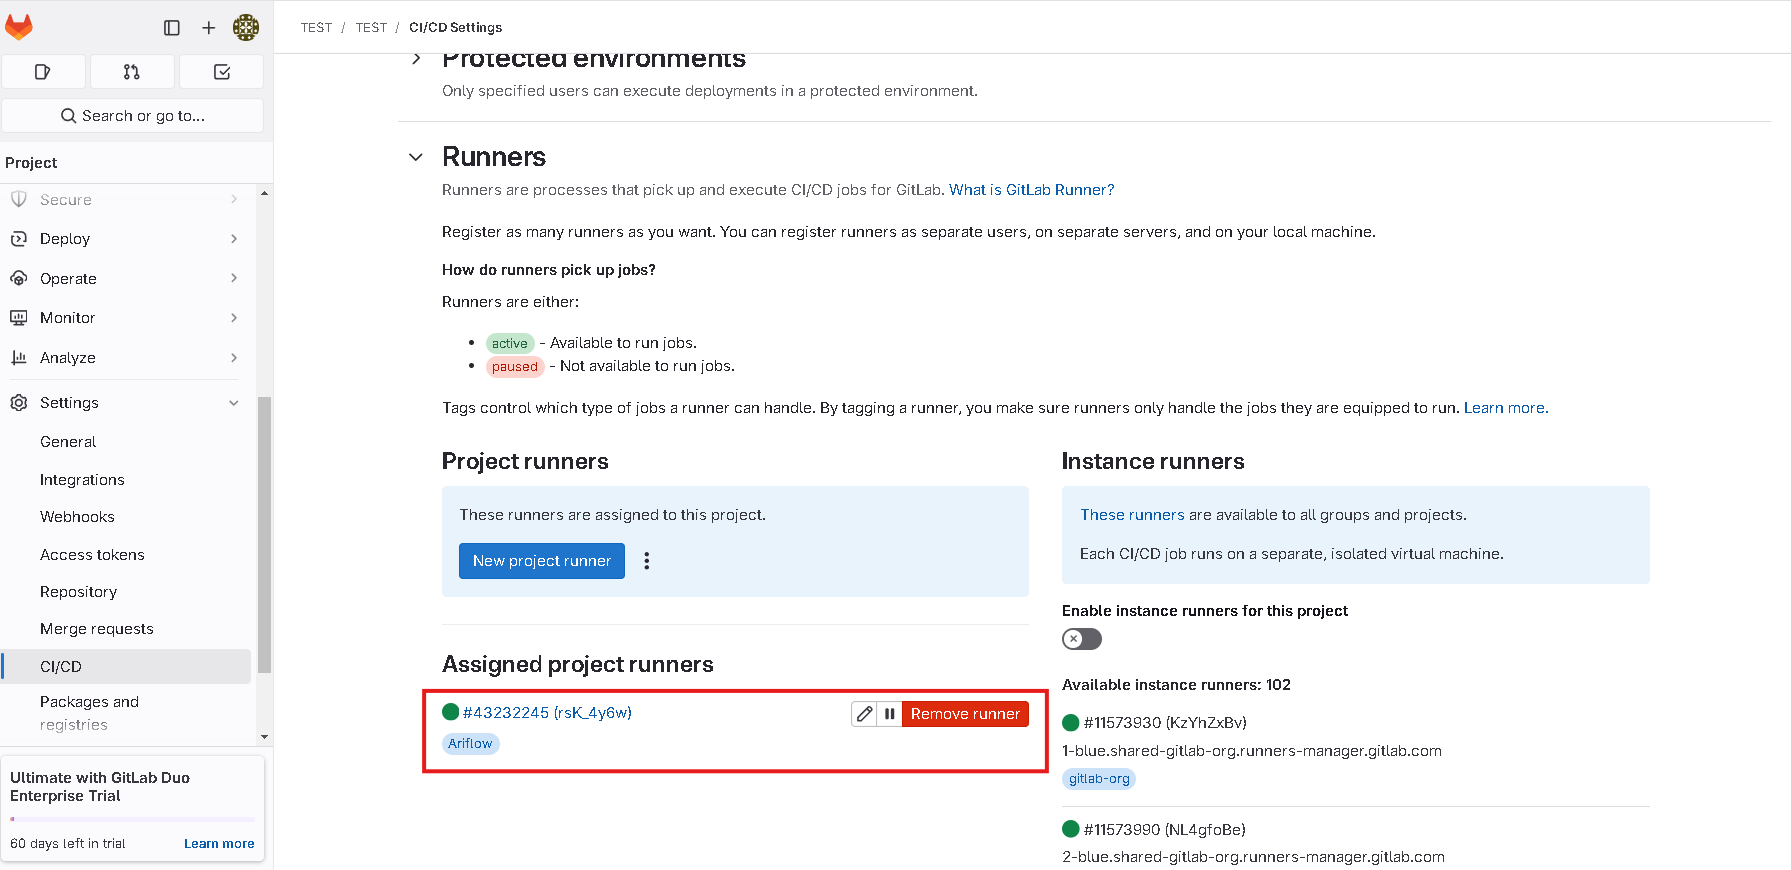 TEST / TEST / CI/CD Settings
Search or go to...
Project
Secure
Deploy
Operate
Monitor
Analyze
Settings
General
Integrations
Webhooks
Access tokens
Repository
Merge requests
CI/CD
Packages and
registries
Ultimate with GitLab Duo
Enterprise Trial
60 days left in trial Learn more
Protected environments
Only specified users can execute deployments in a protected environment.
Runners
Runners are processes that pick up and execute CI/CD jobs for GitLab. What is GitLab Runner?
Register as many runners as you want. You can register runners as separate users, on separate servers, and on your local machine.
How do runners pick up jobs?
Runners are either:
active - Available to run jobs.
paused - Not available to run jobs.
Tags control which type of jobs a runner can handle. By tagging a runner, you make sure runners only handle the jobs they are equipped to run. Learn more.
Project runners
These runners are assigned to this project.
New project runner
Assigned project runners
#43232245 (rsK_4y6w)
Remove runner
Ariflow
Instance runners
These runners are available to all groups and projects.
Each CI/CD job runs on a separate, isolated virtual machine.
Enable instance runners for this project
Available instance runners: 102
#11573930 (KzYhZxBv)
1-blue.shared-gitlab-org.runners-manager.gitlab.com
gitlab-org
#11573990 (NL4gfoBe)
2-blue.shared-gitlab-org.runners-manager.gitlab.com